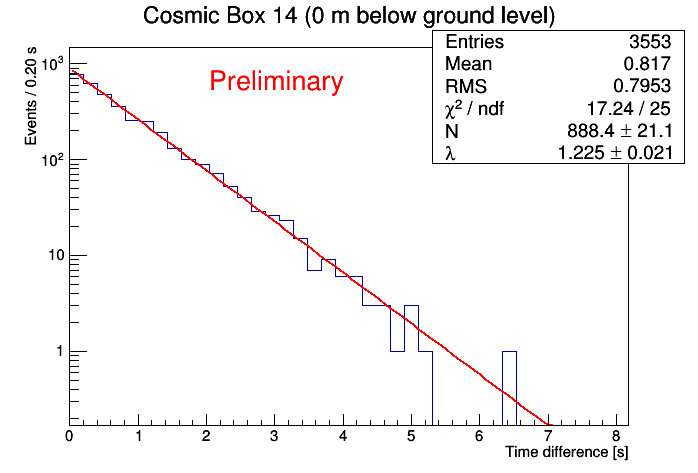 Cosmic Box 14 (0 m below ground level)
Entries 3553
Mean 0.817
RMS 0.7953
χ² / ndf 17.24 / 25
N 888.4 ± 21.1
λ 1.225 ± 0.021
Preliminary
Events / 0.20 s
10³
10²
10
1
0 1 2 3 4 5 6 7 8
Time difference [s]